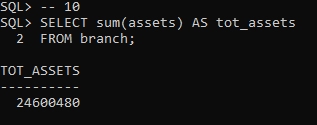 SQL> -- 10
SQL> SELECT sum(assets) AS tot_assets
  2  FROM branch;
TOT_ASSETS
----------
  24600480